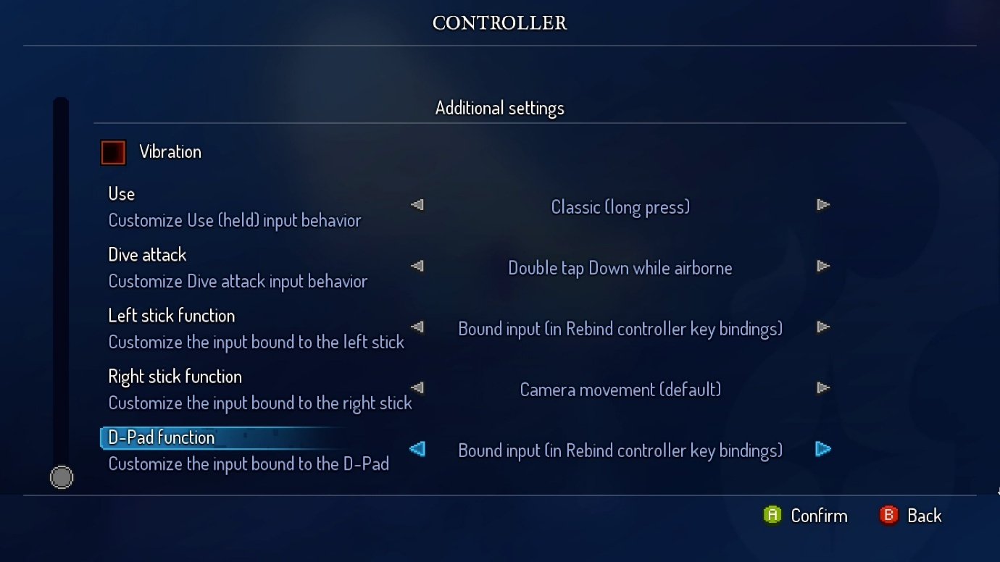 CONTROLLER
Additional settings
Vibration
Use
Customize Use (held) input behavior
Classic (long press)
Dive attack
Customize Dive attack input behavior
Double tap Down while airborne
Left stick function
Customize the input bound to the left stick
Bound input (in Rebind controller key bindings)
Right stick function
Customize the input bound to the right stick
Camera movement (default)
D-Pad function
Customize the input bound to the D-Pad
Bound input (in Rebind controller key bindings)
A Confirm B Back